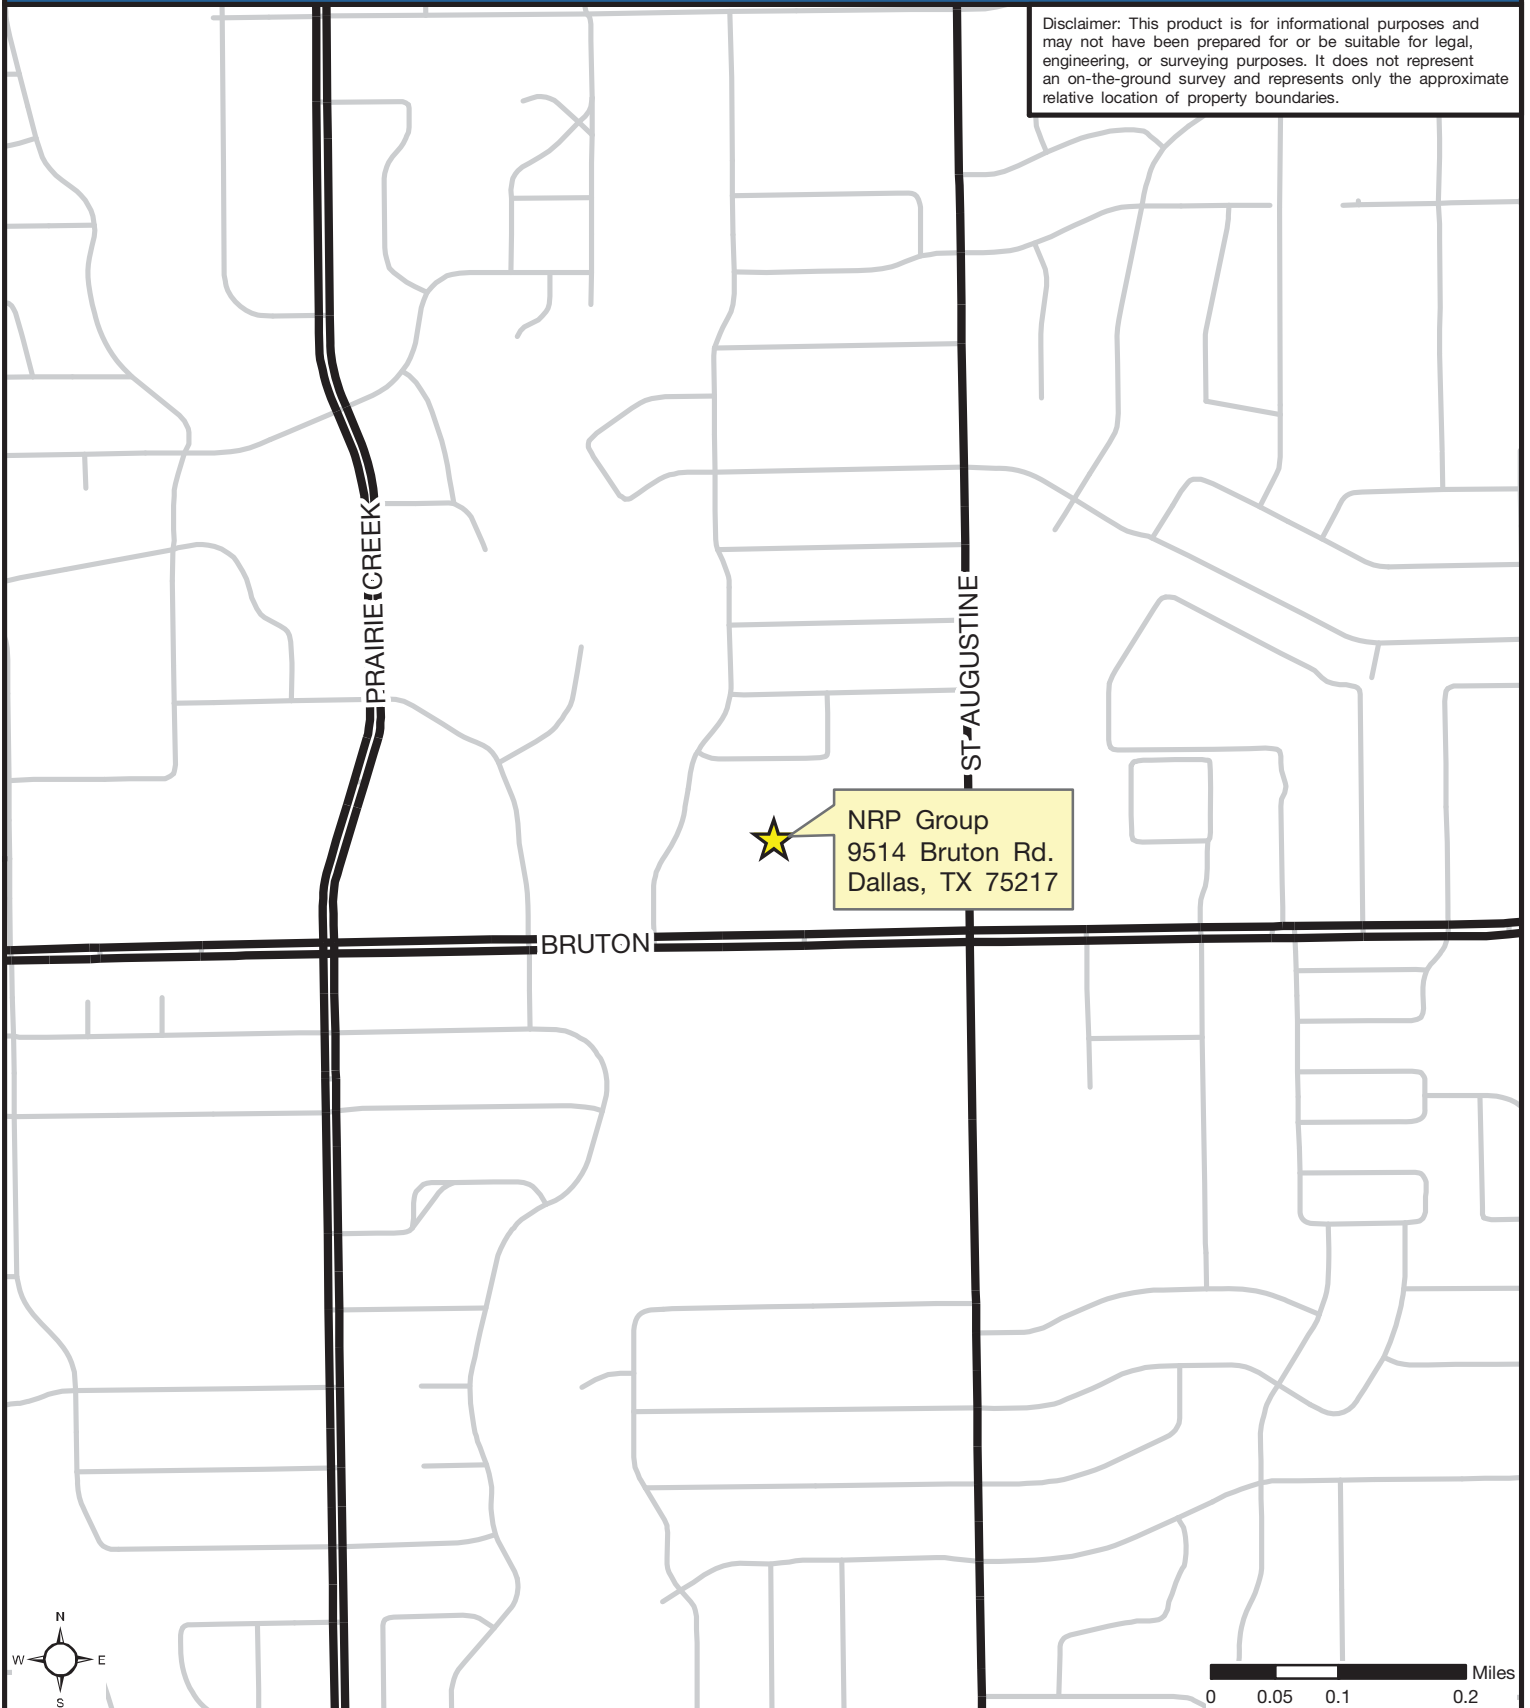 Disclaimer: This product is for informational purposes and
may not have been prepared for or be suitable for legal,
engineering, or surveying purposes. It does not represent
an on-the-ground survey and represents only the approximate
relative location of property boundaries.
PRAIRIE CREEK
ST AUGUSTINE
NRP Group
9514 Bruton Rd.
Dallas, TX 75217
BRUTON
N
W E
S
Miles
0 0.05 0.1 0.2